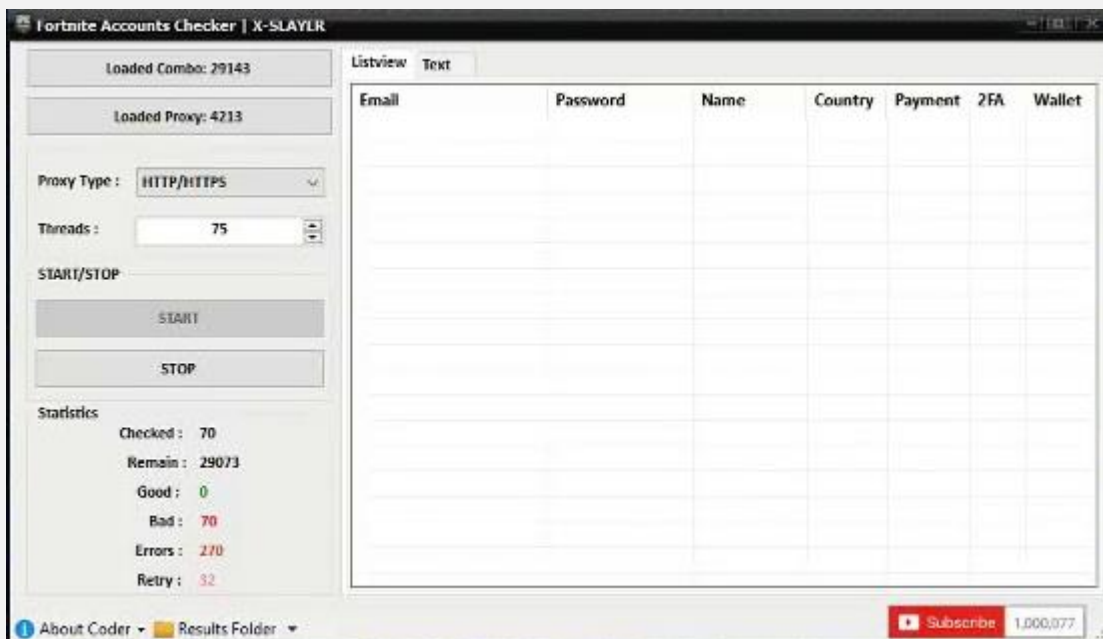 Fortnite Accounts Checker | X-SLAYER
Loaded Combo: 29143
Loaded Proxy: 4213
Proxy Type : HTTP/HTTPS
Threads : 75
START/STOP
START
STOP
Statistics
Checked : 70
Remain : 29073
Good : 0
Bad : 70
Errors : 270
Retry : 32
Listview Text
Email Password Name Country Payment 2FA Wallet
About Coder Results Folder
Subscribe 1,000,077